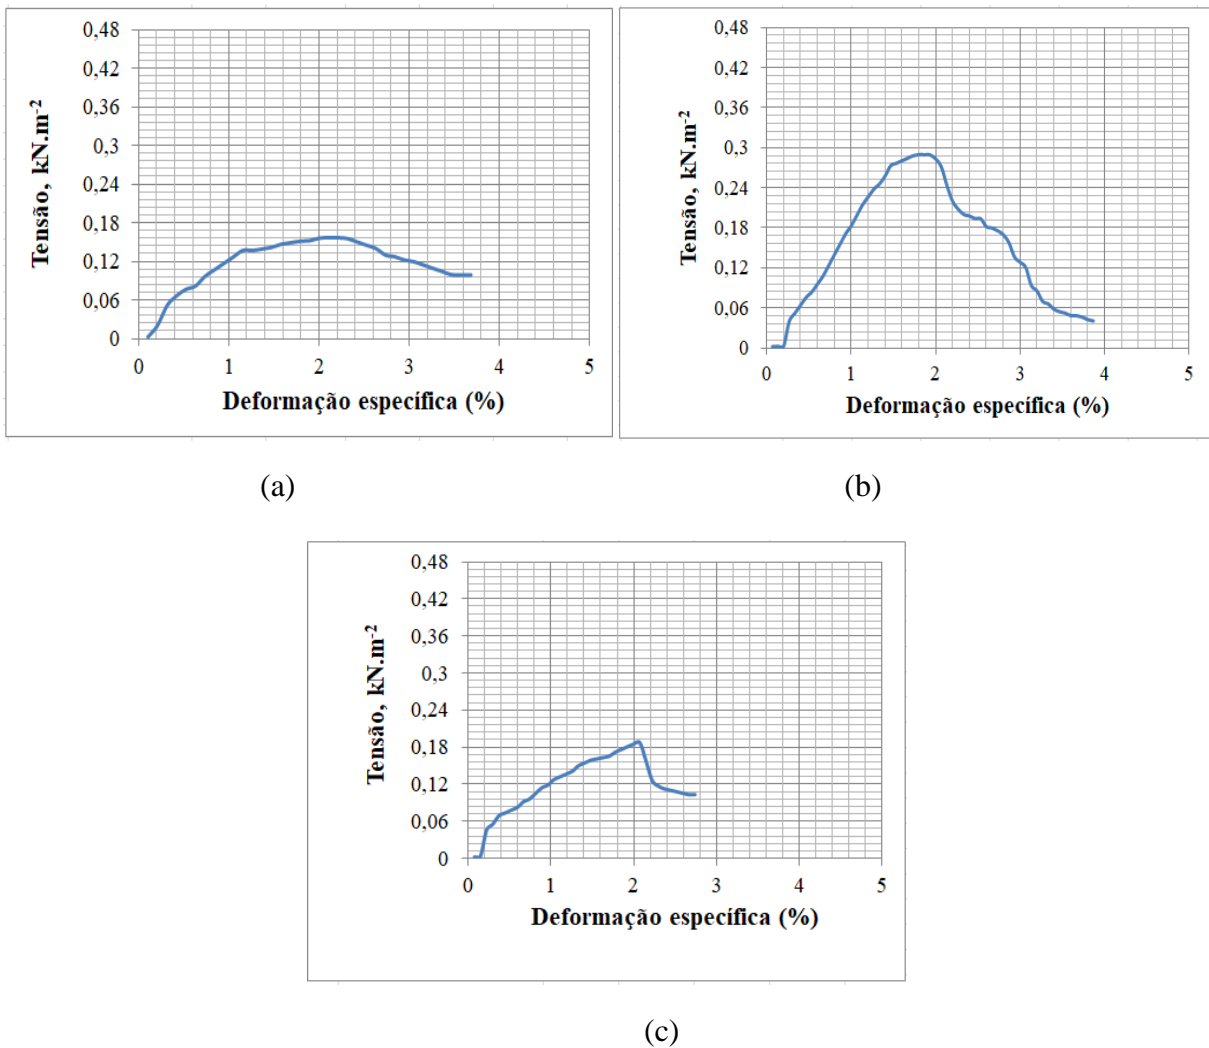 0,48
0,42
0,36
0,3
0,24
0,18
0,12
0,06
0
Tensão, kN.m-2
0 1 2 3 4 5
Deformação específica (%)
(a)
0,48
0,42
0,36
0,3
0,24
0,18
0,12
0,06
0
Tensão, kN.m-2
0 1 2 3 4 5
Deformação específica (%)
(b)
0,48
0,42
0,36
0,3
0,24
0,18
0,12
0,06
0
Tensão, kN.m-2
0 1 2 3 4 5
Deformação específica (%)
(c)